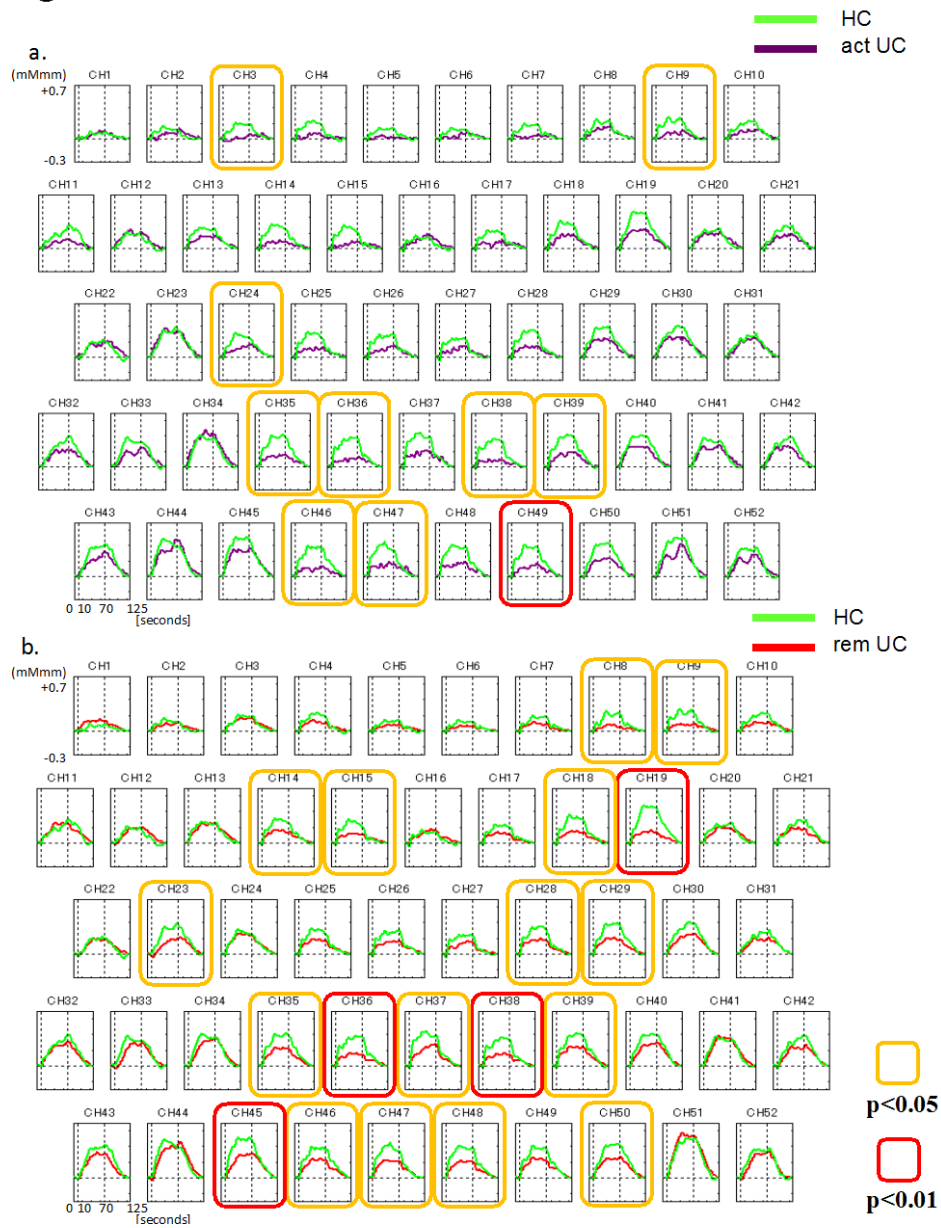 HC
act UC
a.
(mMmm)
+0.7
-0.3
CH1 CH2 CH3 CH4 CH5 CH6 CH7 CH8 CH9 CH10
CH11 CH12 CH13 CH14 CH15 CH16 CH17 CH18 CH19 CH20 CH21
CH22 CH23 CH24 CH25 CH26 CH27 CH28 CH29 CH30 CH31
CH32 CH33 CH34 CH35 CH36 CH37 CH38 CH39 CH40 CH41 CH42
CH43 CH44 CH45 CH46 CH47 CH48 CH49 CH50 CH51 CH52
0 10 70 125
[seconds]
HC
rem UC
b.
(mMmm)
+0.7
-0.3
CH1 CH2 CH3 CH4 CH5 CH6 CH7 CH8 CH9 CH10
CH11 CH12 CH13 CH14 CH15 CH16 CH17 CH18 CH19 CH20 CH21
CH22 CH23 CH24 CH25 CH26 CH27 CH28 CH29 CH30 CH31
CH32 CH33 CH34 CH35 CH36 CH37 CH38 CH39 CH40 CH41 CH42
CH43 CH44 CH45 CH46 CH47 CH48 CH49 CH50 CH51 CH52
0 10 70 125
[seconds]
p<0.05
p<0.01